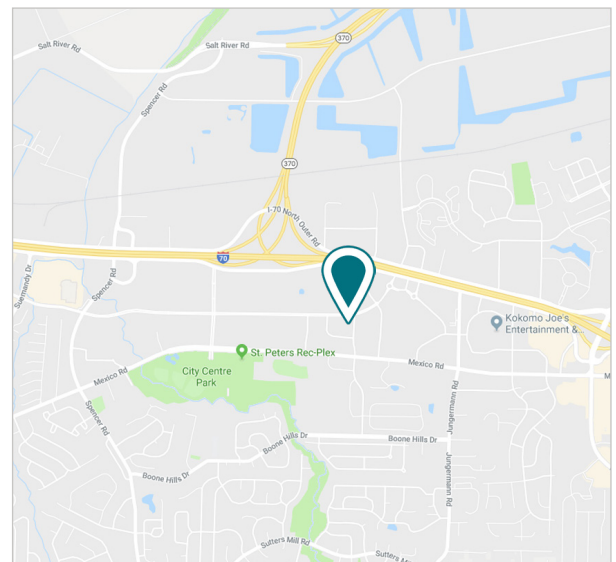 370
Salt River Rd
Salt River Rd
Spencer Rd
370
I-70 North Outer Rd
70
Suemandy Dr
Spencer Rd
Kokomo Joe's
Entertainment &...
St. Peters Rec-Plex
Mexico Rd
City Centre
Park
Mexico Rd
M
Jungermann Rd
Spencer Rd
Boone Hills Dr
Boone Hills Dr
Boone Hills Dr
Jungermann Rd
Sutters Mill Rd
Sutters M